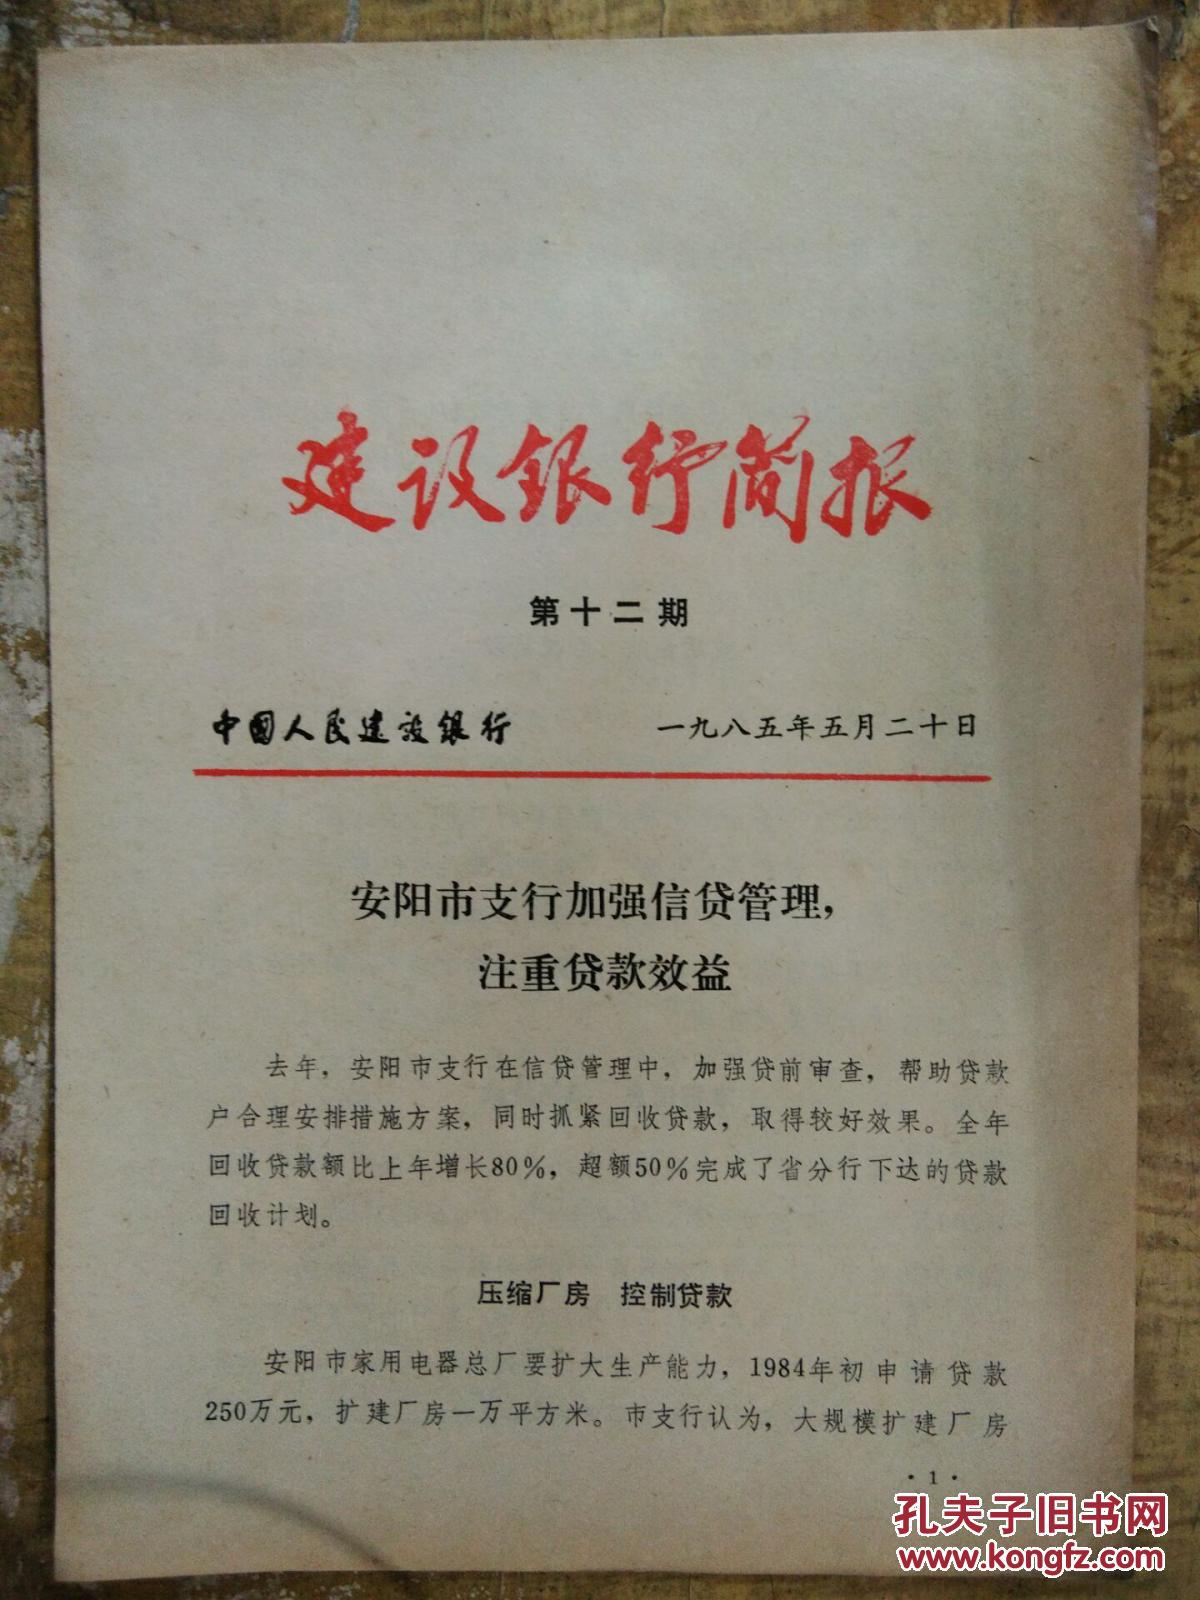 建设银行简报
第十二期
中国人民建设银行 一九八五年五月二十日
安阳市支行加强信贷管理，
注重贷款效益
去年，安阳市支行在信贷管理中，加强贷前审查，帮助贷款
户合理安排措施方案，同时抓紧回收贷款，取得较好效果。全年
回收贷款额比上年增长80％，超额50％完成了省分行下达的贷款
回收计划。
压缩厂房 控制贷款
安阳市家用电器总厂要扩大生产能力，1984年初申请贷款
250万元，扩建厂房一万平方米。市支行认为，大规模扩建厂房
·1·
孔夫子旧书网
www.kongfz.com